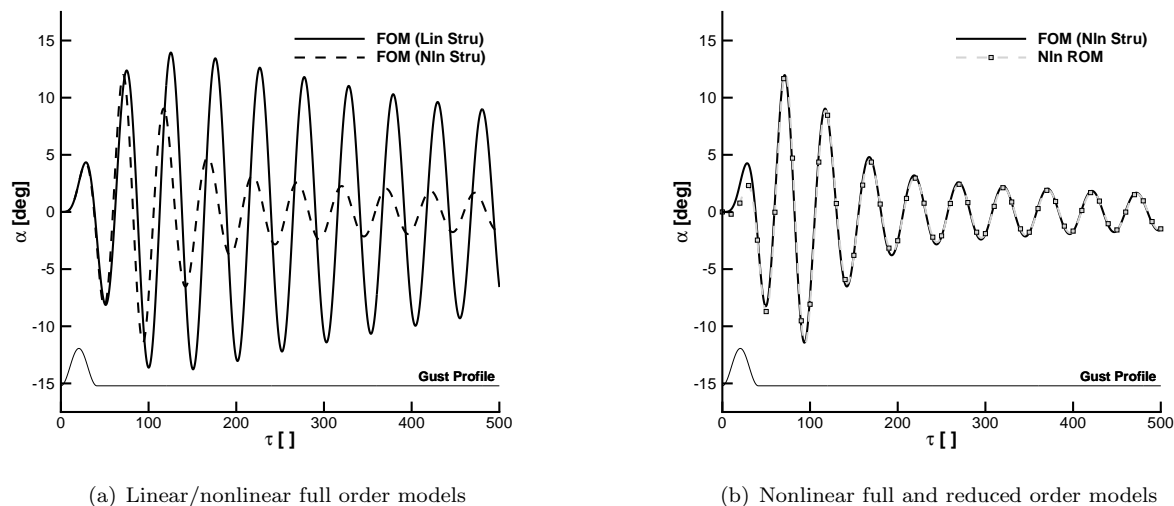 FOM (Lin Stru)
FOM (Nln Stru)
α [deg]
15
10
5
0
-5
-10
-15
Gust Profile
0 100 200 300 400 500
τ [ ]
(a) Linear/nonlinear full order models
FOM (Nln Stru)
Nln ROM
α [deg]
15
10
5
0
-5
-10
-15
Gust Profile
0 100 200 300 400 500
τ [ ]
(b) Nonlinear full and reduced order models